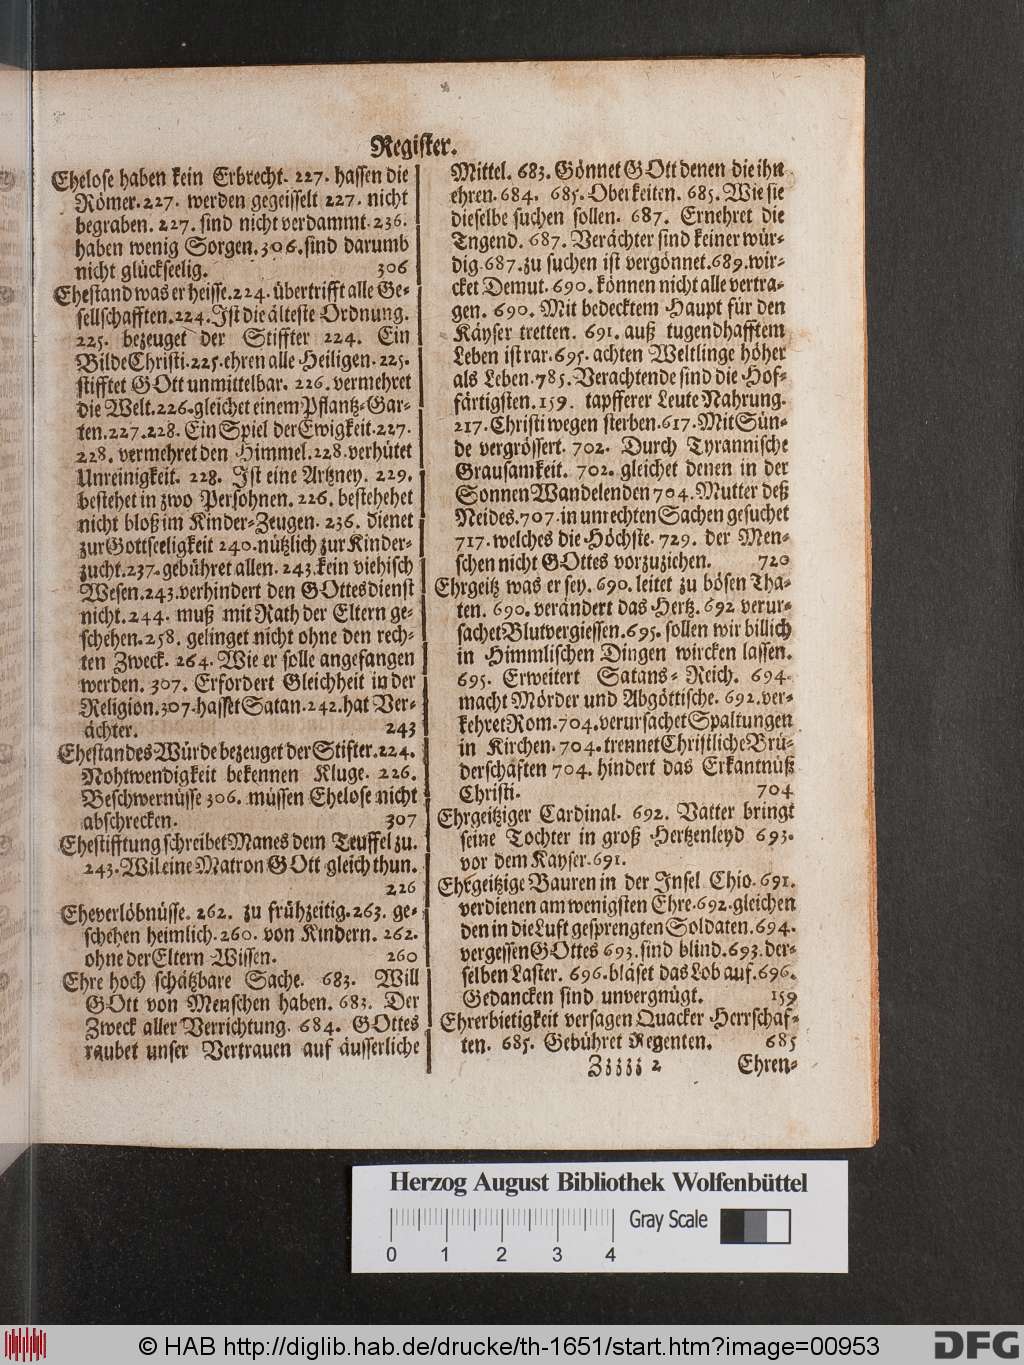 Register.
Ehelose haben kein Erbrecht. 227. hassen die
Römer. 227. werden gegeisselt 227. nicht
begraben. 227. sind nicht verdammt. 236.
haben wenig Sorgen. 306. sind darumb
nicht glückseelig. 306
Ehestand was er heisse. 224. übertrifft alle Ge-
sellschafften. 224. Ist die älteste Ordnung.
225. bezeuget der Stiffter 224. Ein
Bilde Christi. 225. ehren alle Heiligen. 225.
stifftet GOtt unmittelbar. 226. vermehret
die Welt. 226. gleichet einem Pflantz-Gar-
ten. 227. 228. Ein Spiel der Ewigkeit. 227.
228. vermehret den Himmel. 228. verhütet
Unreinigkeit. 228. Ist eine Artzney. 229.
bestehet in zwo Persohnen. 226. bestehehet
nicht bloß im Kinder-Zeugen. 236. dienet
zur Gottseeligkeit 240. nützlich zur Kinder-
zucht. 237. gebühret allen. 243. kein viehisch
Wesen. 243. verhindert den GOttesdienst
nicht. 244. muß mit Rath der Eltern ge-
schehen. 258. gelinget nicht ohne den rech-
ten Zweck. 264. Wie er solle angefangen
werden. 307. Erfordert Gleichheit in der
Religion. 307. hasset Satan. 242. hat Ver-
ächter. 243
Ehestandes Würde bezeuget der Stifter. 224.
Nohtwendigkeit bekennen Kluge. 226.
Beschwernüsse 306. müssen Ehelose nicht
abschrecken. 307
Ehestifftung schreibet Manes dem Teuffel zu.
243. Wil eine Matron GOtt gleich thun.
226
Eheverlöbnüsse. 262. zu frühzeitig. 263. ge-
schehen heimlich. 260. von Kindern. 262.
ohne der Eltern Wissen. 260
Ehre hoch schätzbare Sache. 683. Will
GOtt von Menschen haben. 683. Der
Zweck aller Verrichtung. 684. GOttes
raubet unser Vertrauen auf äusserliche
Mittel. 683. Gönnet GOtt denen die ihn
ehren. 684. 685. Oberkeiten. 685. Wie sie
dieselbe suchen sollen. 687. Ernehret die
Tngend. 687. Verächter sind keiner wür-
dig. 687. zu suchen ist vergönnet. 689. wir-
cket Demut. 690. können nicht alle vertra-
gen. 690. Mit bedecktem Haupt für den
Käyser tretten. 691. auß tugendhafftem
Leben ist rar. 695. achten Weltlinge höher
als Leben. 785. Verachtende sind die Hof-
färtigsten. 159. tapfferer Leute Nahrung.
217. Christi wegen sterben. 617. Mit Sün-
de vergrössert. 702. Durch Tyrannische
Grausamkeit. 702. gleichet denen in der
Sonnen Wandelenden 704. Mutter deß
Neides. 707. in unrechten Sachen gesuchet
717. welches die Höchste. 729. der Men-
schen nicht GOttes vorzuziehen. 720
Ehrgeitz was er sey. 690. leitet zu bösen Tha-
ten. 690. verändert das Hertz. 692 verur-
sachet Blutvergiessen. 695. sollen wir billich
in Himmlischen Dingen wircken lassen.
695. Erweitert Satans-Reich. 694.
macht Mörder und Abgöttische. 692. ver-
kehret Rom. 704. verursachet Spaltungen
in Kirchen. 704. trennet Christliche Brü-
derschaften 704. hindert das Erkantnüß
Christi. 704
Ehrgeitziger Cardinal. 692. Vatter bringt
seine Tochter in groß Hertzenleyd 693.
vor dem Kayser. 691.
Ehrgeitzige Bauren in der Insel Chio. 691.
verdienen am wenigsten Ehre. 692. gleichen
den in die Luft gesprengten Soldaten. 694.
vergessen GOttes 693. sind blind. 693. der-
selben Laster. 696. bläset das Lob auf. 696.
Gedancken sind unvergnügt. 159
Ehrerbietigkeit versagen Quacker Herrschaf-
ten. 685. Gebühret Regenten. 685
Zzzzz 2 Ehren-
Herzog August Bibliothek Wolfenbüttel
Gray Scale
0 1 2 3 4
© HAB http://diglib.hab.de/drucke/th-1651/start.htm?image=00953
DFG